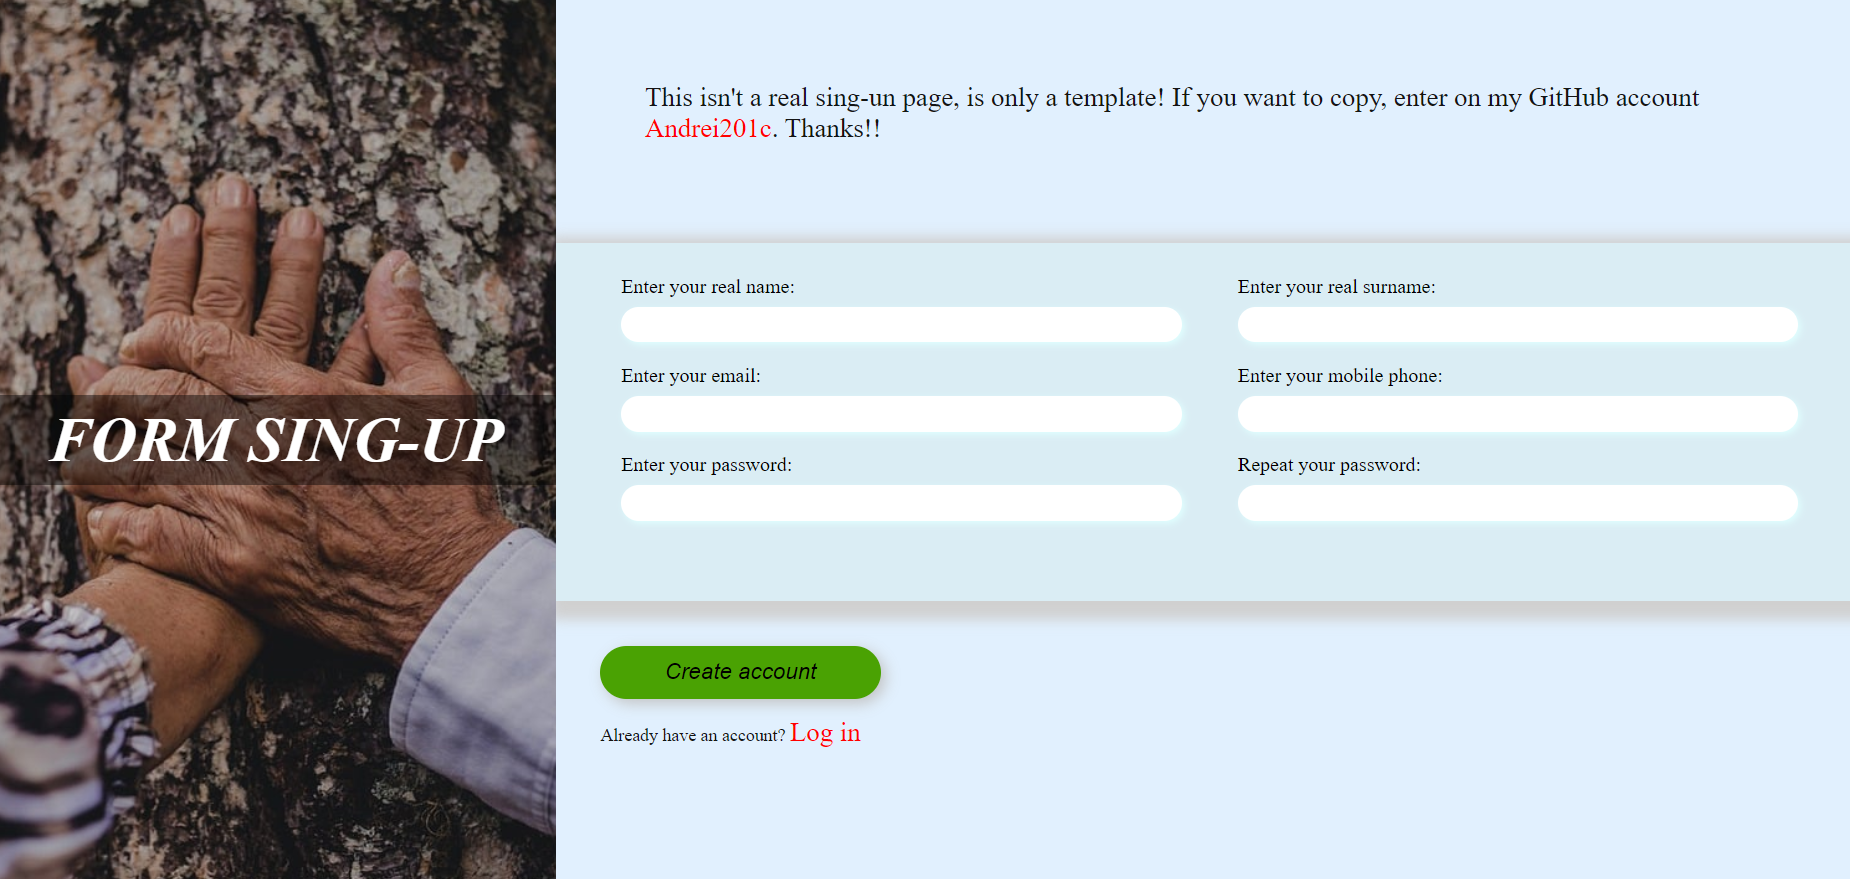 This isn't a real sing-un page, is only a template! If you want to copy, enter on my GitHub account
Andrei201c. Thanks!!
FORM SING-UP
Enter your real name:
Enter your real surname:
Enter your email:
Enter your mobile phone:
Enter your password:
Repeat your password:
Create account
Already have an account? Log in